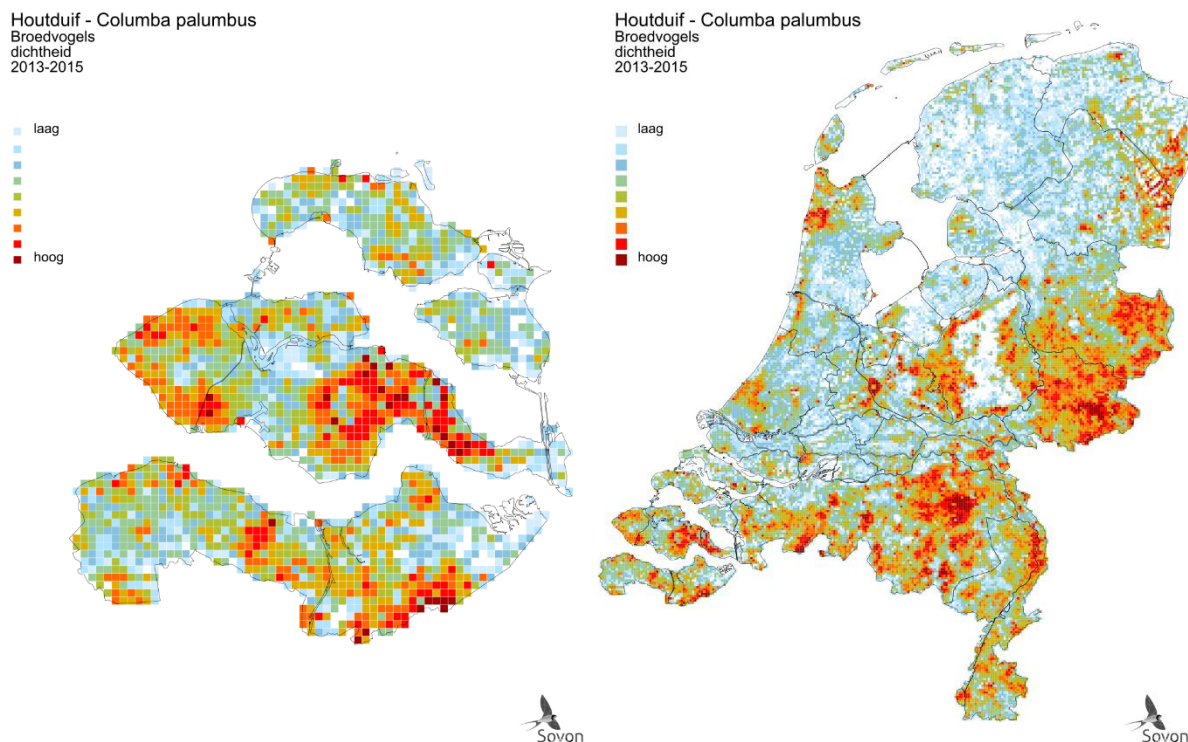 Houtduif - Columba palumbus
Broedvogels
dichtheid
2013-2015
laag
hoog
Sovon
Houtduif - Columba palumbus
Broedvogels
dichtheid
2013-2015
laag
hoog
Sovon